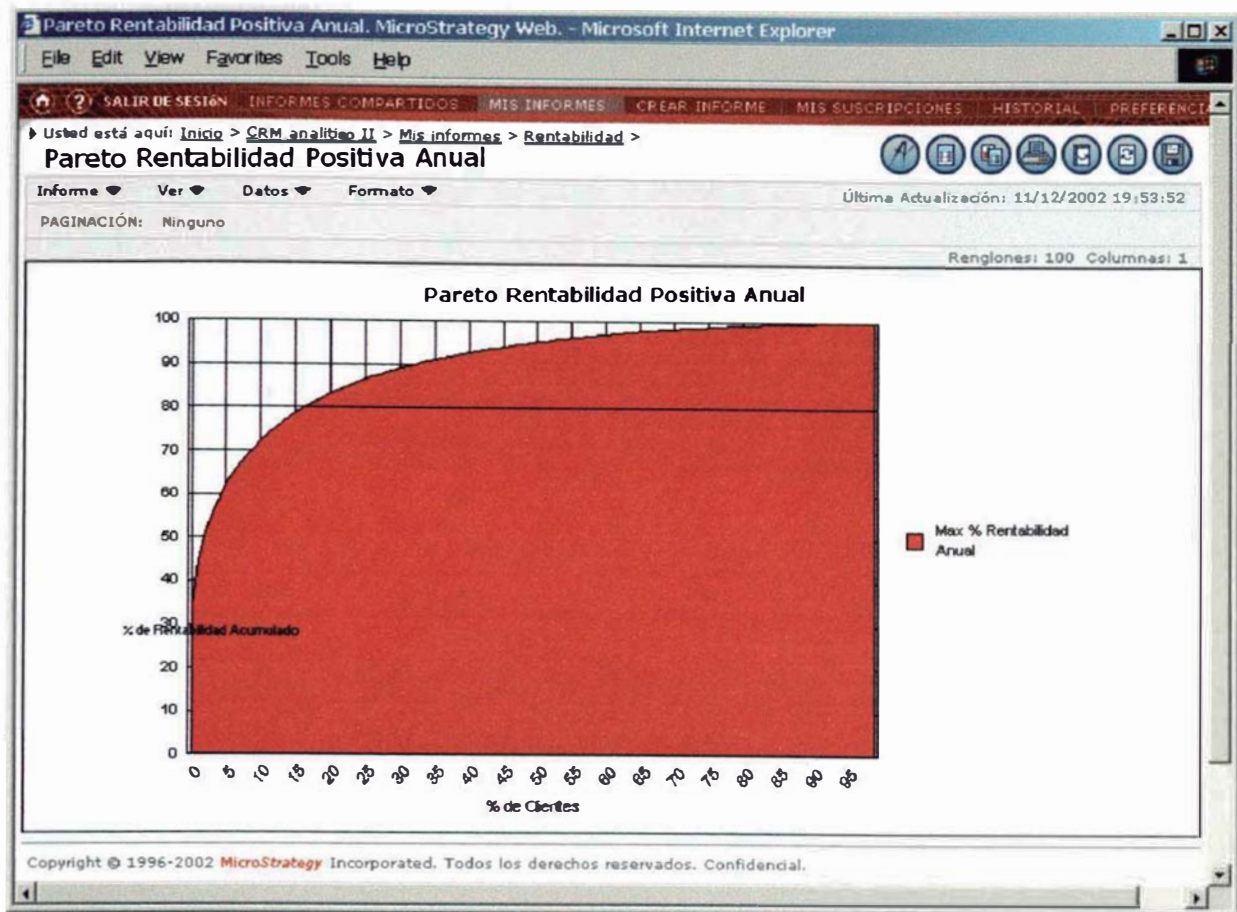 Pareto Rentabilidad Positiva Anual. MicroStrategy Web. - Microsoft Internet Explorer
File Edit View Favorites Tools Help
SALIR DE SESIÓN INFORMES COMPARTIDOS MIS INFORMES CREAR INFORME MIS SUSCRIPCIONES HISTORIAL PREFERENCIA
Usted está aquí: Inicio > CRM analitico II > Mis informes > Rentabilidad >
Pareto Rentabilidad Positiva Anual
Informe Ver Datos Formato
Última Actualización: 11/12/2002 19:53:52
PAGINACIÓN: Ninguno
Renglones: 100 Columnas: 1
Pareto Rentabilidad Positiva Anual
100
90
80
70
60
50
40
30
20
10
0
% de Rentabilidad Acumulado
0 5 10 15 20 25 30 35 40 45 50 55 60 65 70 75 80 85 90 95
% de Clientes
Max % Rentabilidad
Anual
Copyright © 1996-2002 MicroStrategy Incorporated. Todos los derechos reservados. Confidencial.